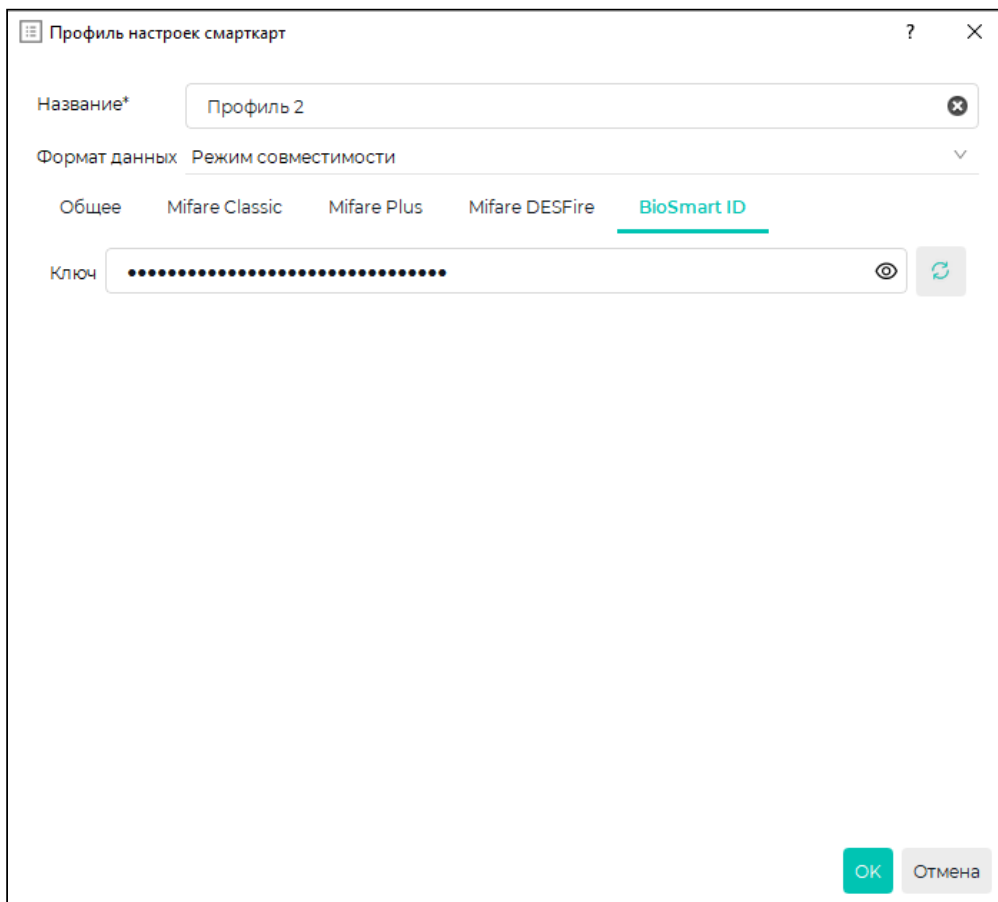 Профиль настроек смарткарт ?
Название* Профиль 2
Формат данных Режим совместимости
Общее Mifare Classic Mifare Plus Mifare DESFire BioSmart ID
Ключ ••••••••••••••••••••••••••••••••
OK Отмена